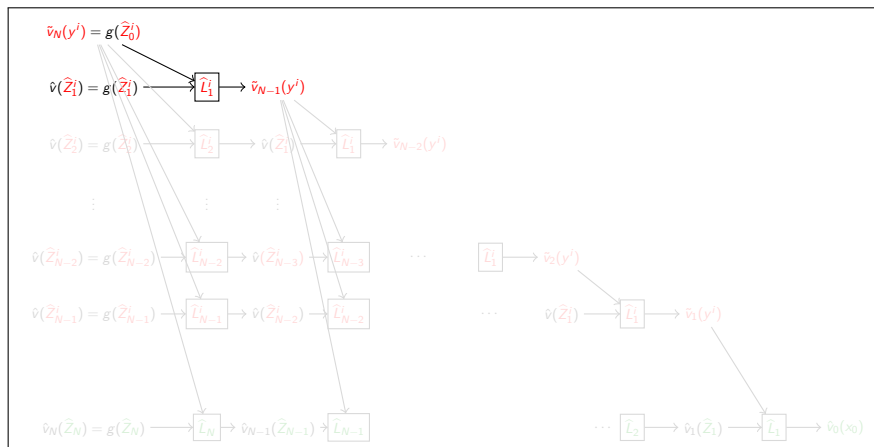 ṽ_N(y^i) = g(Ẑ_0^i)
v̂(Ẑ_1^i) = g(Ẑ_1^i) L̂_1^i ṽ_{N−1}(y^i)
v̂(Ẑ_2^i) = g(Ẑ_2^i) L̂_2^i v̂(Ẑ_1^i) L̂_1^i ṽ_{N−2}(y^i)
⋮ ⋮ ⋮
v̂(Ẑ_{N−2}^i) = g(Ẑ_{N−2}^i) L̂_{N−2}^i v̂(Ẑ_{N−3}^i) L̂_{N−3}^i ⋯ L̂_1^i ṽ_2(y^i)
v̂(Ẑ_{N−1}^i) = g(Ẑ_{N−1}^i) L̂_{N−1}^i v̂(Ẑ_{N−2}^i) L̂_{N−2}^i ⋯ v̂(Ẑ_1^i) L̂_1^i ṽ_1(y^i)
v̂_N(Ẑ_N) = g(Ẑ_N) L̂_N v̂_{N−1}(Ẑ_{N−1}) L̂_{N−1} ⋯ L̂_2 v̂_1(Ẑ_1) L̂_1 v̂_0(x_0)